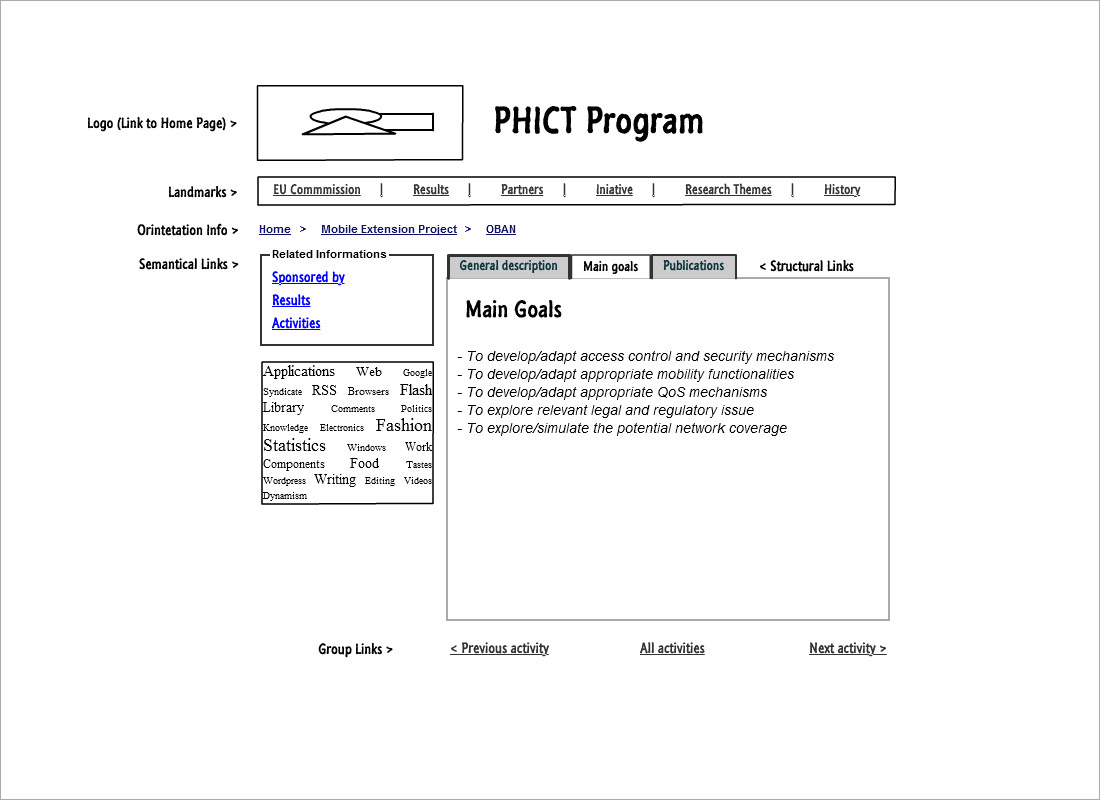 PHICT Program
Logo (Link to Home Page) >
Landmarks >
EU Commmission | Results | Partners | Iniative | Research Themes | History
Orintetation Info >
Home > Mobile Extension Project > OBAN
Semantical Links >
Related Informations
Sponsored by
Results
Activities
Applications Web Google
Syndicate RSS Browsers Flash
Library Comments Politics
Knowledge Electronics Fashion
Statistics Windows Work
Components Food Tastes
Wordpress Writing Editing Videos
Dynamism
General description Main goals Publications < Structural Links
Main Goals
- To develop/adapt access control and security mechanisms
- To develop/adapt appropriate mobility functionalities
- To develop/adapt appropriate QoS mechanisms
- To explore relevant legal and regulatory issue
- To explore/simulate the potential network coverage
Group Links > < Previous activity All activities Next activity >